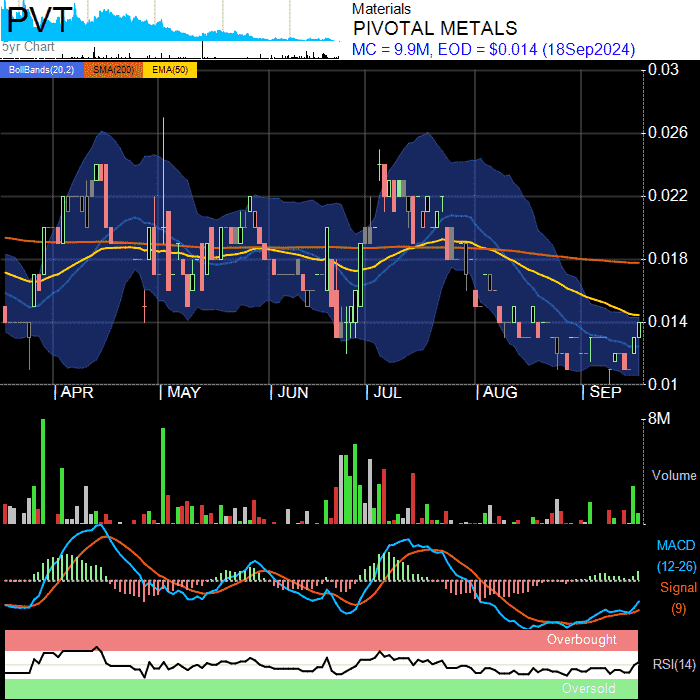 PVT
5yr Chart
Materials
PIVOTAL METALS
MC = 9.9M, EOD = $0.014 (18Sep2024)
BollBands(20,2) SMA(200) EMA(50)
0.03
0.026
0.022
0.018
0.014
0.01
APR MAY JUN JUL AUG SEP
8M
Volume
MACD
(12-26)
Signal
(9)
Overbought
RSI(14)
Oversold